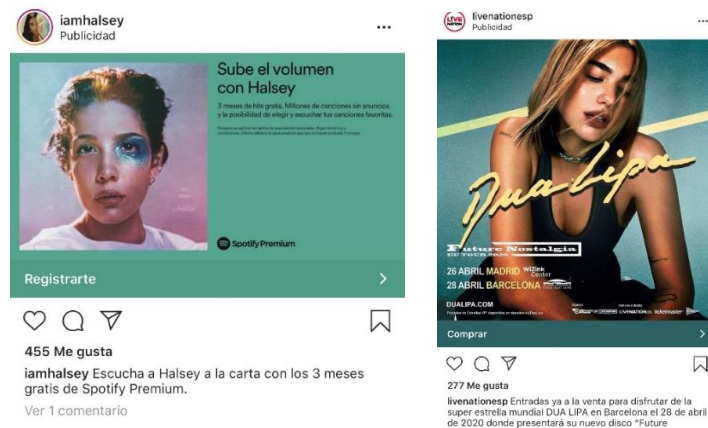 iamhalsey
Publicidad
Sube el volumen
con Halsey
3 meses de hits gratis. Millones de canciones sin anuncios
y la posibilidad de elegir y escuchar tus canciones favoritas.
Spotify Premium
Registrarte
455 Me gusta
iamhalsey Escucha a Halsey a la carta con los 3 meses
gratis de Spotify Premium.
Ver 1 comentario
LIVE NATION
livenationesp
Publicidad
Dua Lipa
Future Nostalgia
EU TOUR 2020
26 ABRIL MADRID WiZink Center
28 ABRIL BARCELONA
DUALIPA.COM
Comprar
277 Me gusta
livenationesp Entradas ya a la venta para disfrutar de la
super estrella mundial DUA LIPA en Barcelona el 28 de abril
de 2020 donde presentará su nuevo disco "Future